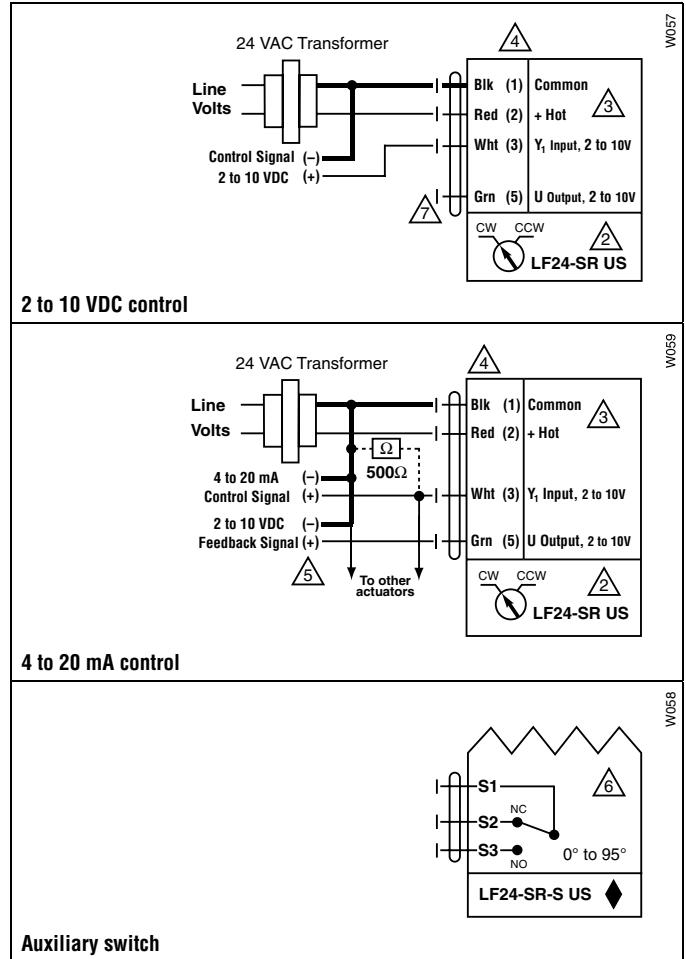 W057
24 VAC Transformer
4
Line
Volts
Blk (1) Common
3
Red (2) + Hot
Control Signal (–)
2 to 10 VDC (+)
Wht (3) Y₁ Input, 2 to 10V
7
Grn (5) U Output, 2 to 10V
CW CCW
2
LF24-SR US
2 to 10 VDC control
W059
24 VAC Transformer
4
Line
Volts
Blk (1) Common
3
Red (2) + Hot
Ω
500Ω
4 to 20 mA (–)
Control Signal (+)
Wht (3) Y₁ Input, 2 to 10V
2 to 10 VDC (–)
Feedback Signal (+)
Grn (5) U Output, 2 to 10V
5
To other
actuators
CW CCW
2
LF24-SR US
4 to 20 mA control
W058
S1
6
NC
S2
S3
NO
0° to 95°
LF24-SR-S US
Auxiliary switch